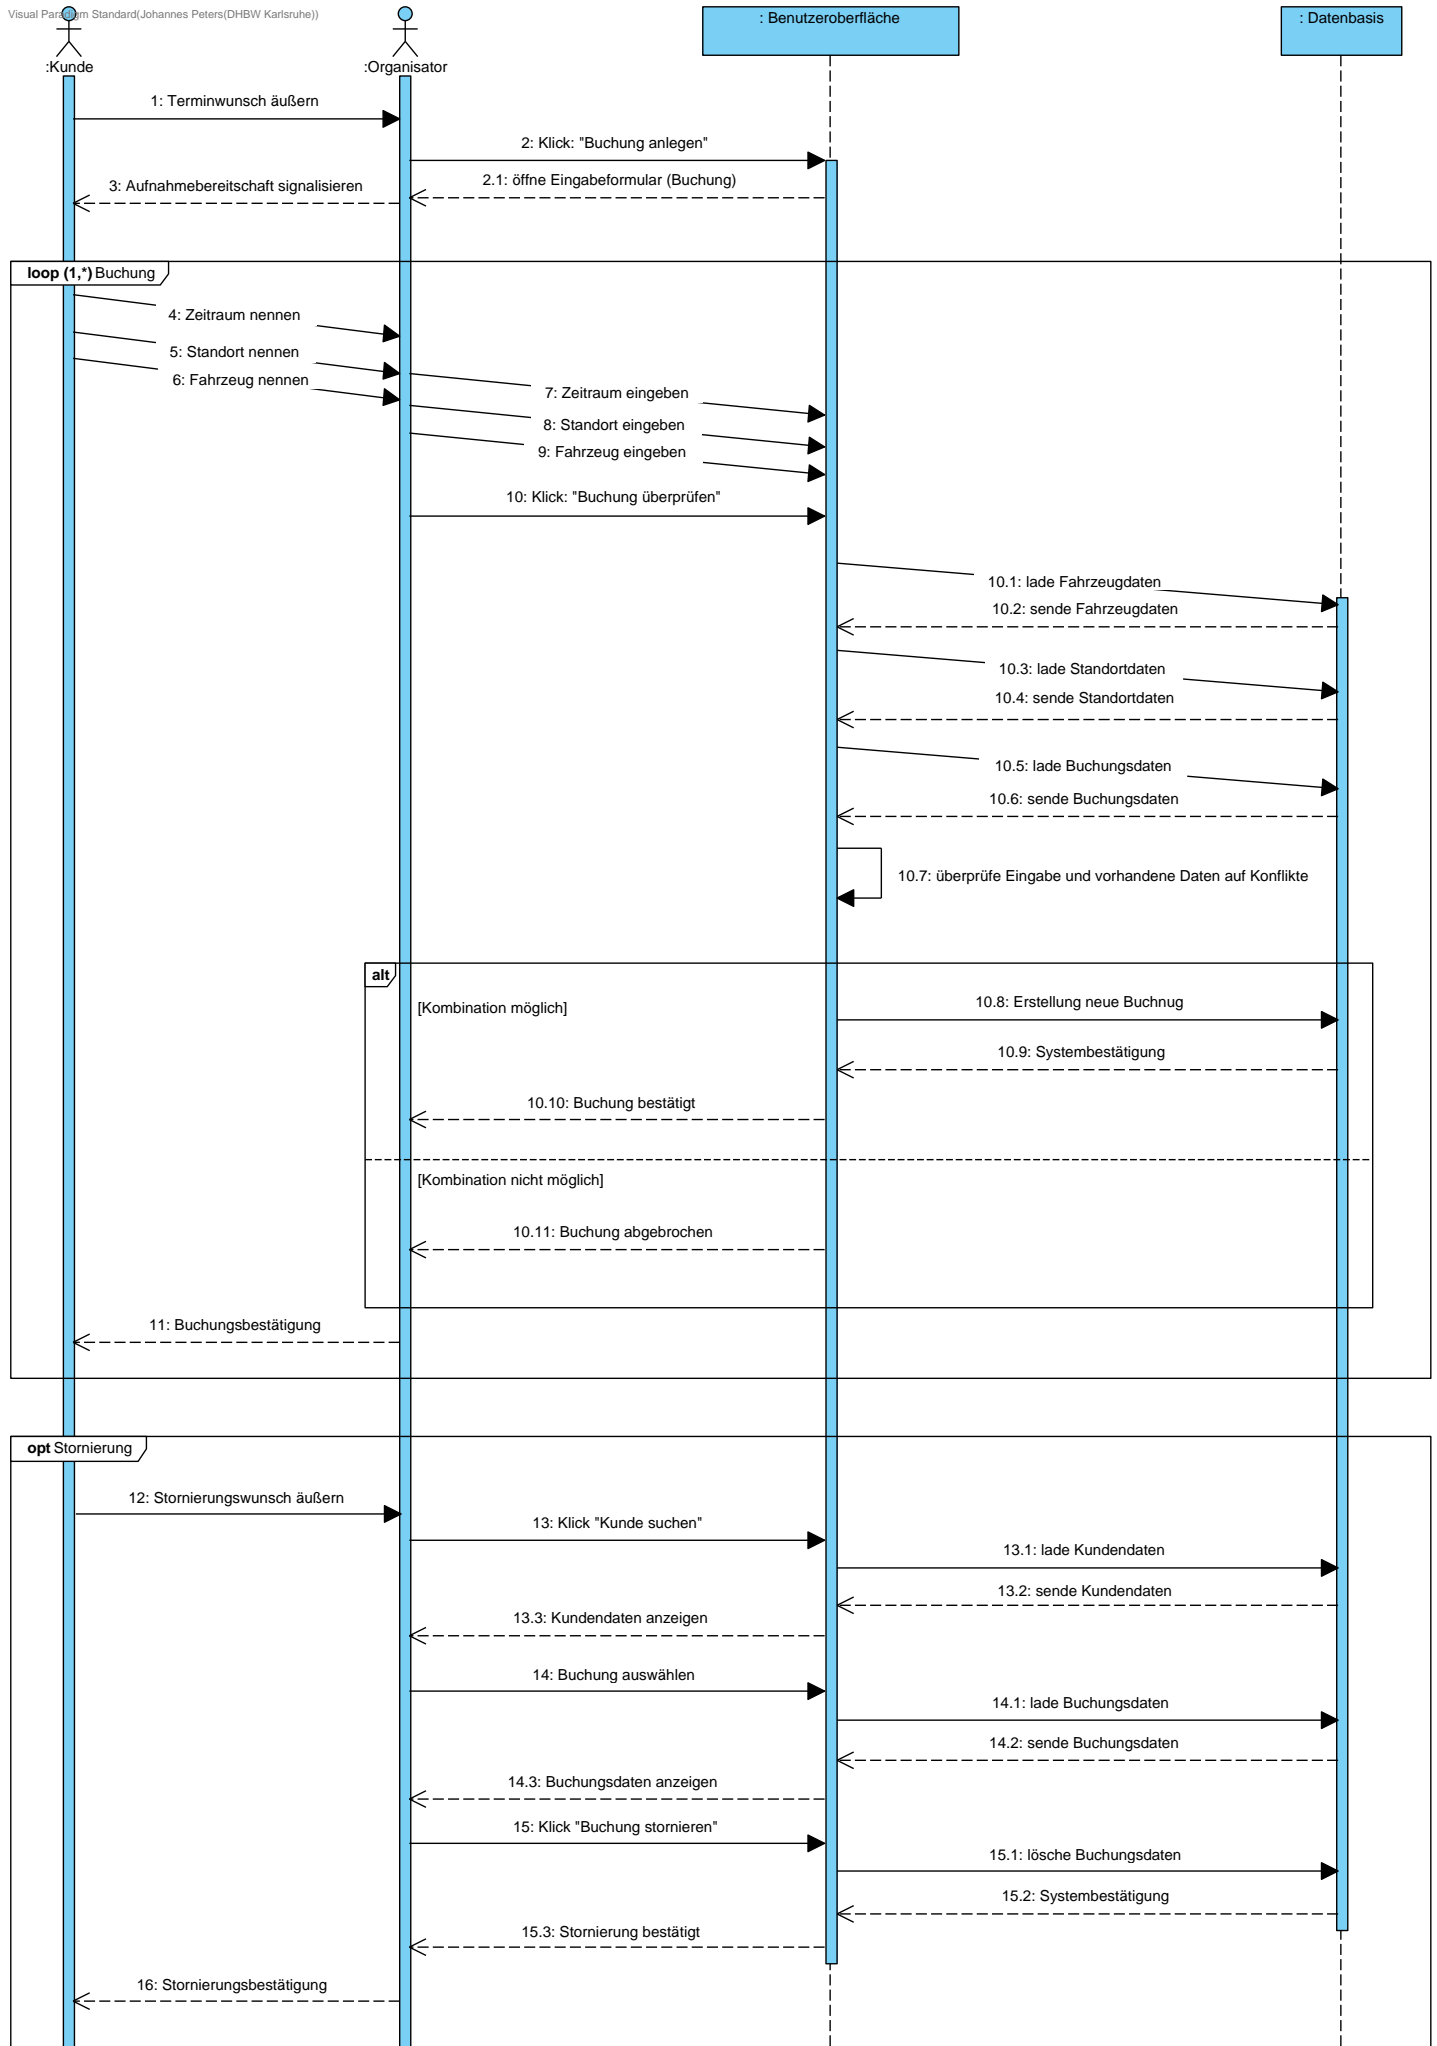 Visual Paradigm Standard(Johannes Peters(DHBW Karlsruhe))
:Kunde
:Organisator
: Benutzeroberfläche
: Datenbasis
1: Terminwunsch äußern
2: Klick: "Buchung anlegen"
2.1: öffne Eingabeformular (Buchung)
3: Aufnahmebereitschaft signalisieren
loop (1,*) Buchung
4: Zeitraum nennen
5: Standort nennen
6: Fahrzeug nennen
7: Zeitraum eingeben
8: Standort eingeben
9: Fahrzeug eingeben
10: Klick: "Buchung überprüfen"
10.1: lade Fahrzeugdaten
10.2: sende Fahrzeugdaten
10.3: lade Standortdaten
10.4: sende Standortdaten
10.5: lade Buchungsdaten
10.6: sende Buchungsdaten
10.7: überprüfe Eingabe und vorhandene Daten auf Konflikte
alt
[Kombination möglich]
10.8: Erstellung neue Buchnug
10.9: Systembestätigung
10.10: Buchung bestätigt
[Kombination nicht möglich]
10.11: Buchung abgebrochen
11: Buchungsbestätigung
opt Stornierung
12: Stornierungswunsch äußern
13: Klick "Kunde suchen"
13.1: lade Kundendaten
13.2: sende Kundendaten
13.3: Kundendaten anzeigen
14: Buchung auswählen
14.1: lade Buchungsdaten
14.2: sende Buchungsdaten
14.3: Buchungsdaten anzeigen
15: Klick "Buchung stornieren"
15.1: lösche Buchungsdaten
15.2: Systembestätigung
15.3: Stornierung bestätigt
16: Stornierungsbestätigung